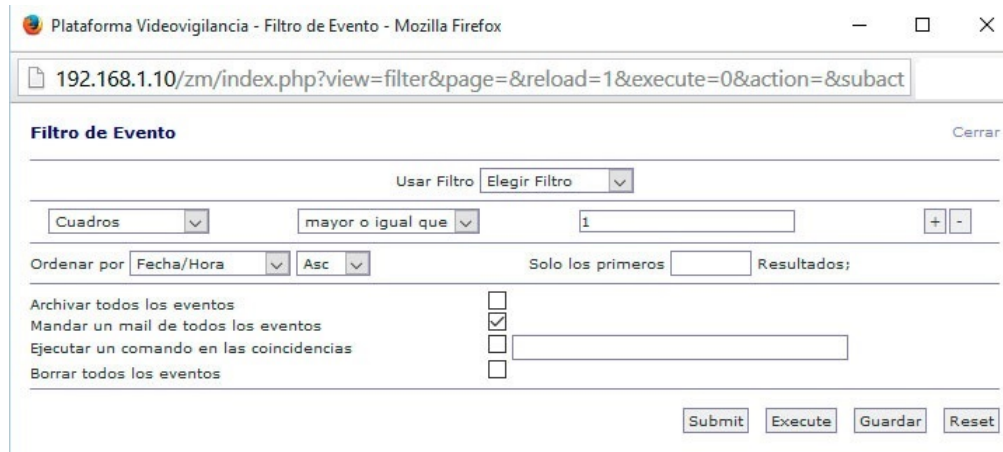 Plataforma Videovigilancia - Filtro de Evento - Mozilla Firefox
192.168.1.10/zm/index.php?view=filter&page=&reload=1&execute=0&action=&subact
Filtro de Evento Cerrar
Usar Filtro Elegir Filtro
Cuadros mayor o igual que 1 + -
Ordenar por Fecha/Hora Asc Solo los primeros Resultados;
Archivar todos los eventos
Mandar un mail de todos los eventos
Ejecutar un comando en las coincidencias
Borrar todos los eventos
Submit Execute Guardar Reset